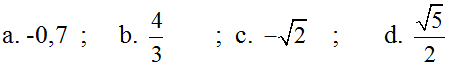 a. -0,7 ; b. 4/3 ; c. −√2 ; d. √5/2